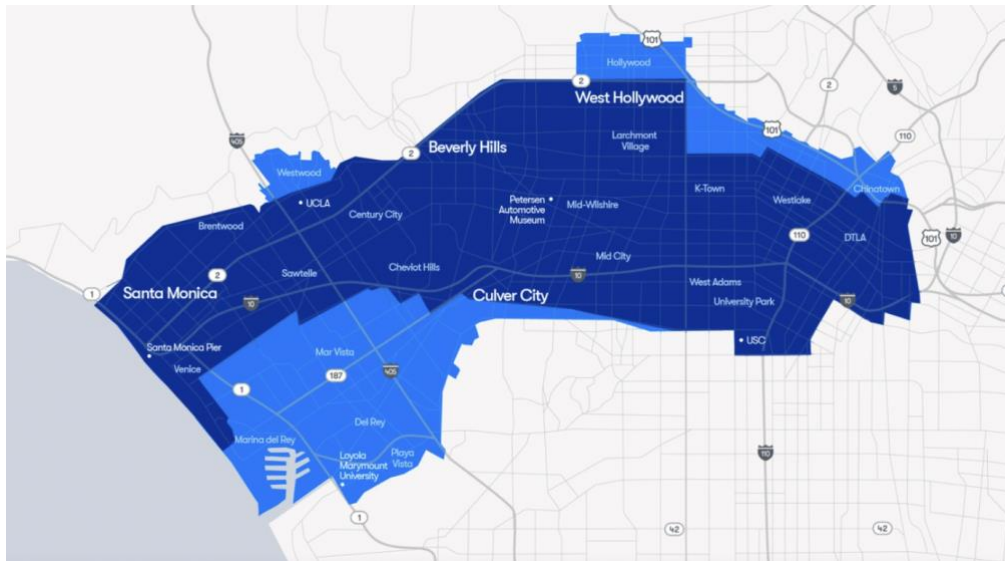 101
Hollywood
2
2
5
West Hollywood
405
101
110
Larchmont
Village
Beverly Hills
2
Westwood
K-Town
Chinatown
UCLA
Petersen
Automotive
Museum
Mid-Wilshire
Westlake
Century City
Brentwood
110
DTLA
101
10
Mid City
Cheviot Hills
Sawtelle
2
10
West Adams
1
Santa Monica
Culver City
University Park
10
10
USC
Santa Monica Pier
Mar Vista
Venice
187
405
1
Del Rey
Marina del Rey
Playa
Vista
Loyola
Marymount
University
110
1
42
42